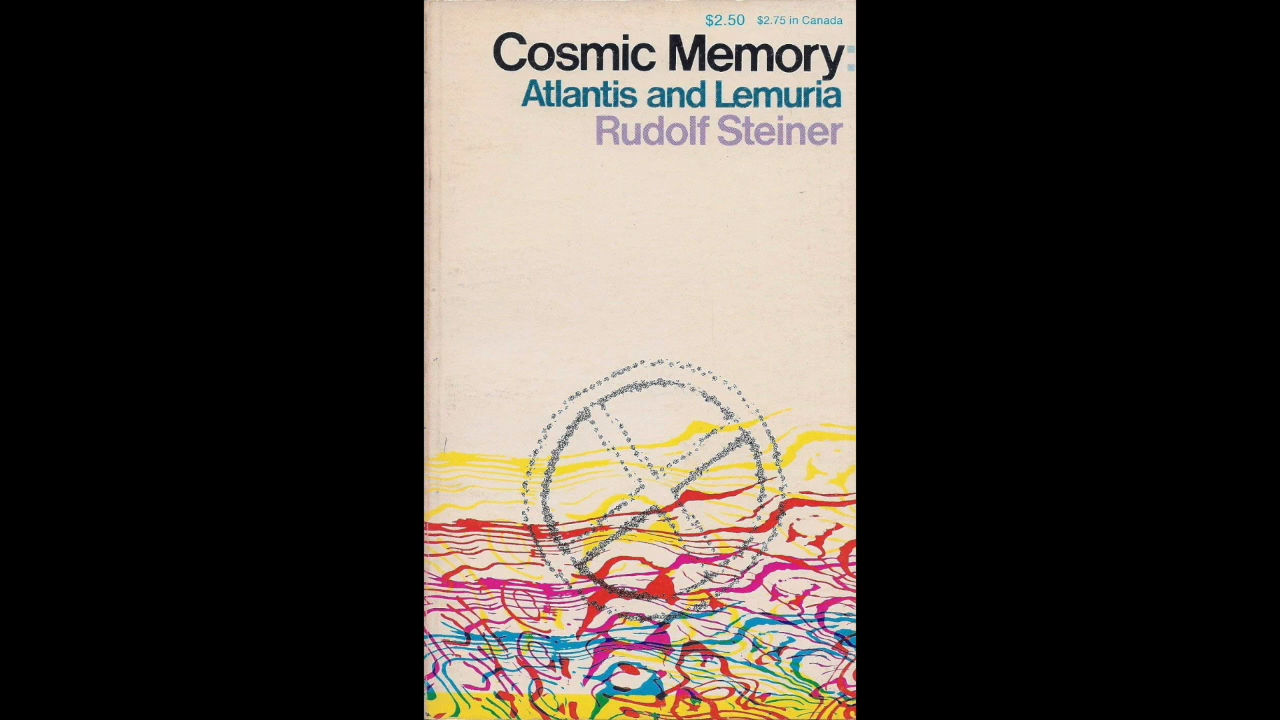 $2.50 $2.75 in Canada
Cosmic Memory:
Atlantis and Lemuria
Rudolf Steiner